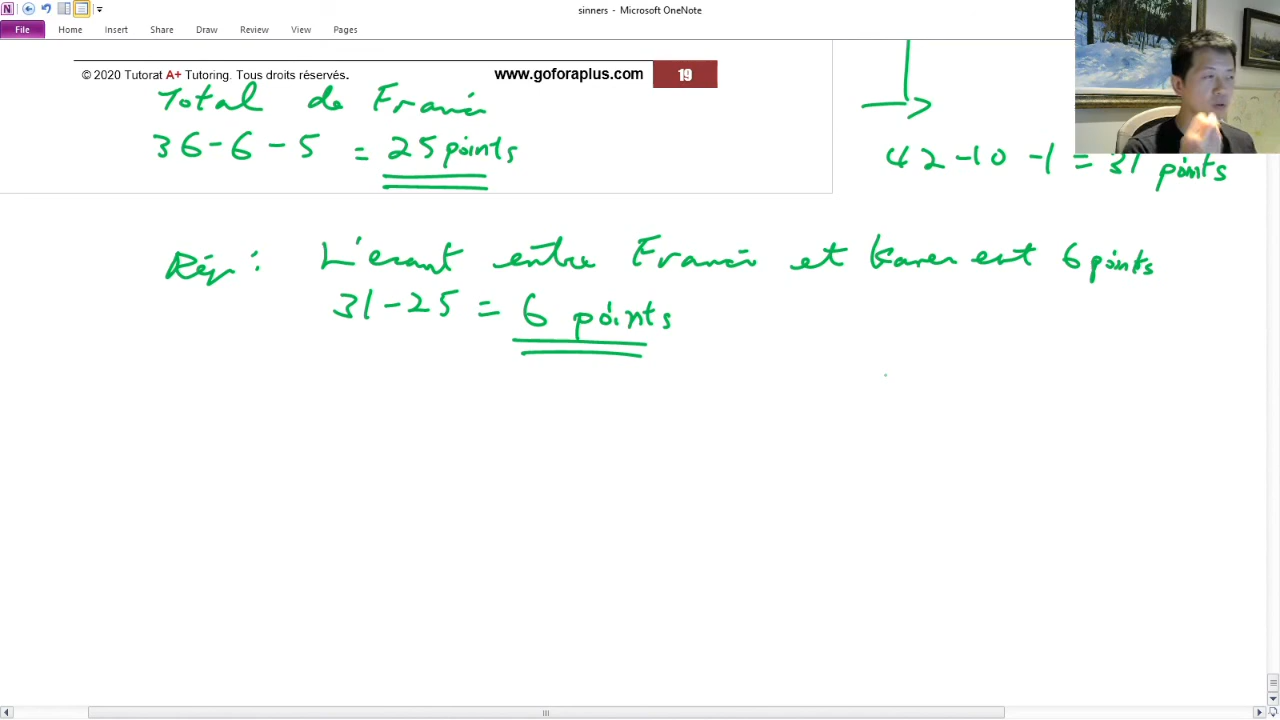 sinners - Microsoft OneNote
File Home Insert Share Draw Review View Pages
© 2020 Tutorat A+ Tutoring. Tous droits réservés. www.goforaplus.com 19
Total de Francis
36-6-5 = 25 points
42-10-1 = 31 points
Rép: L'écart entre Francis et Karen est 6 points
31-25 = 6 points